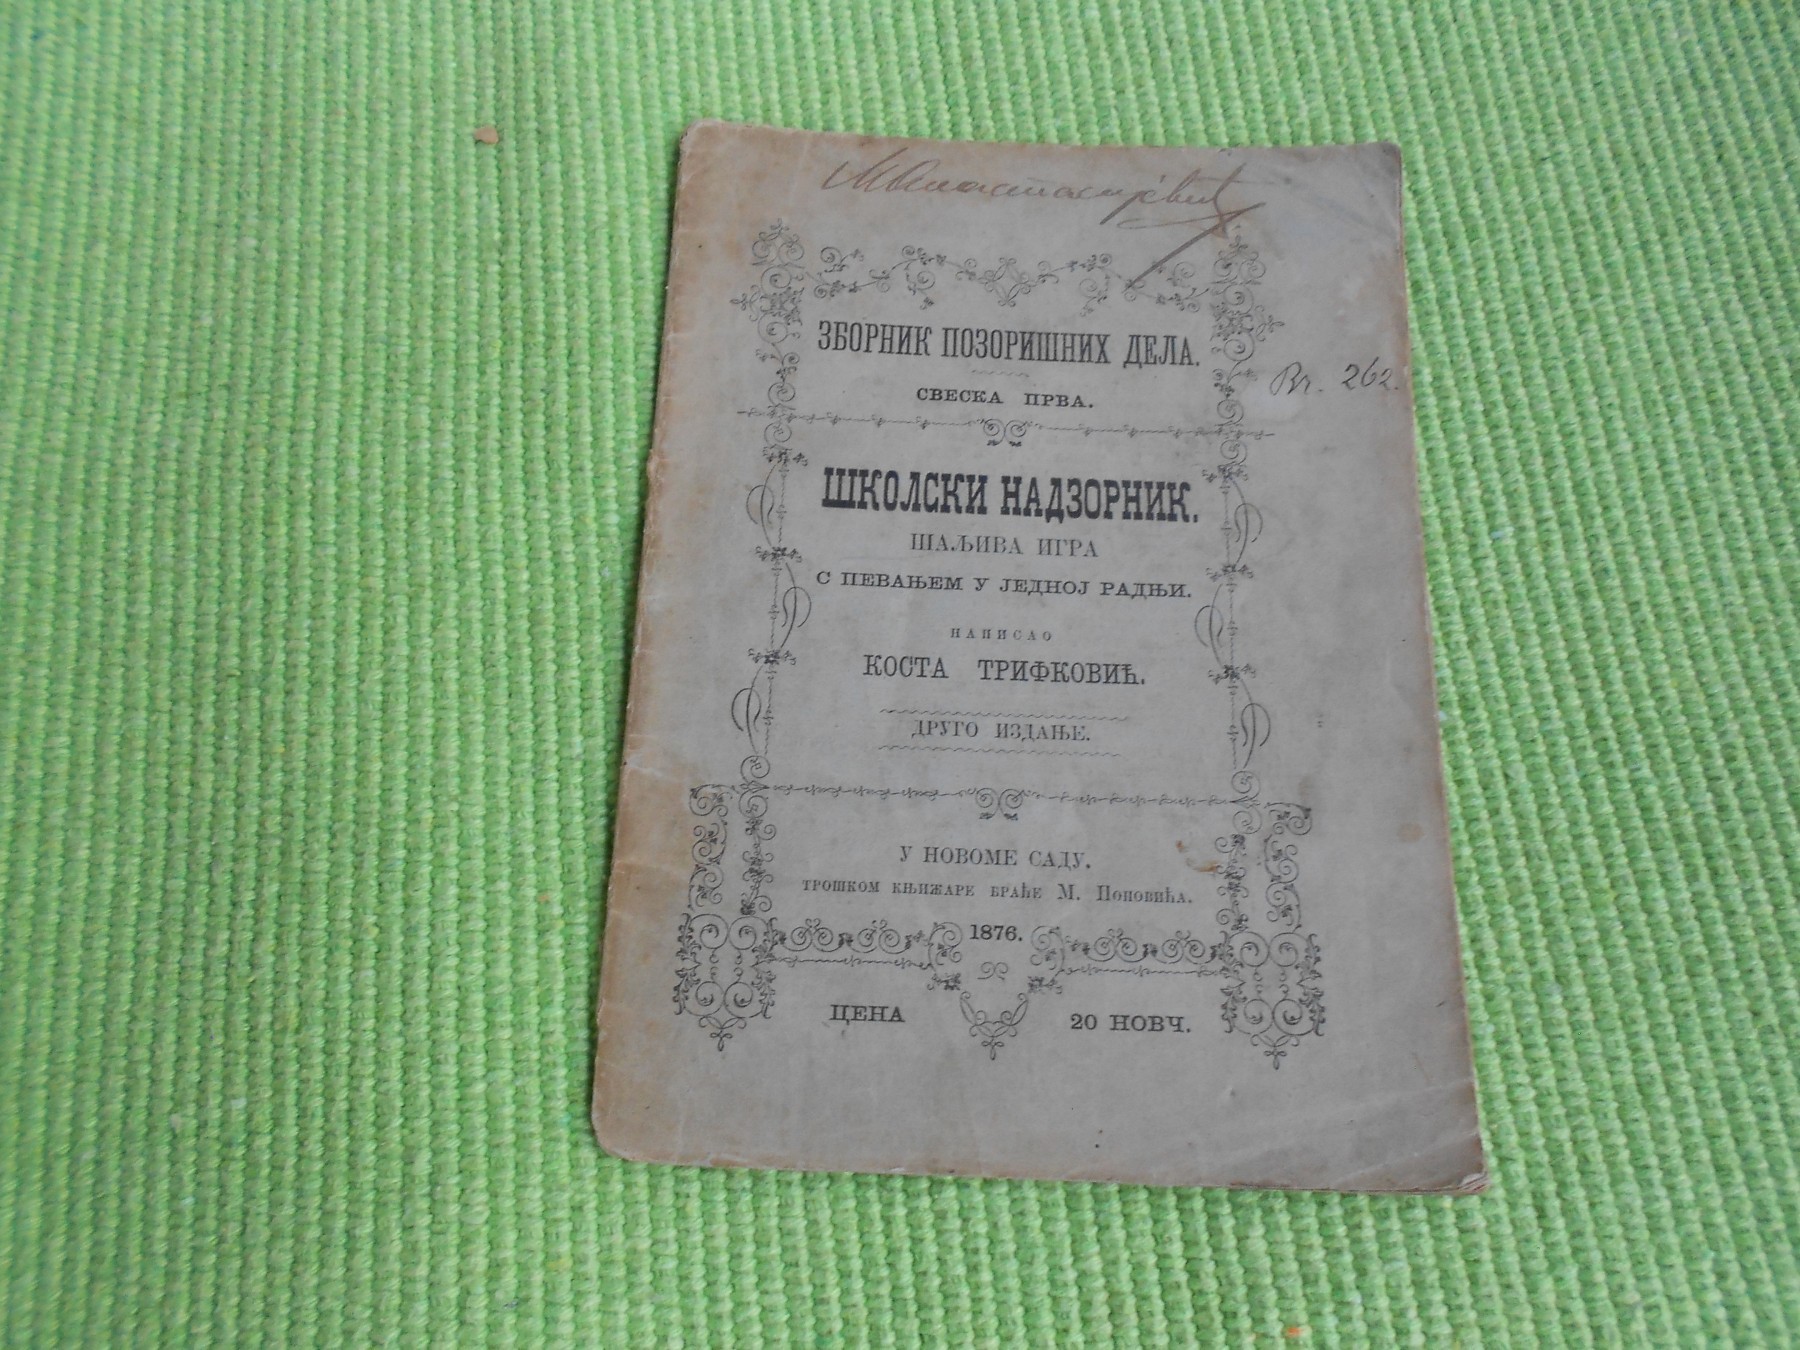 ЗБОРНИК ПОЗОРИШНИХ ДЕЛА.
Br. 262.
СВЕСКА ПРВА.
ШКОЛСКИ НАДЗОРНИК.
ШАЉИВА ИГРА
С ПЕВАЊЕМ У ЈЕДНОЈ РАДЊИ.
НАПИСАО
КОСТА ТРИФКОВИЋ.
ДРУГО ИЗДАЊЕ.
У НОВОМЕ САДУ.
ТРОШКОМ КЊИЖАРЕ БРАЋЕ М. ПОПОВИЋА.
1876.
ЦЕНА 20 НОВЧ.